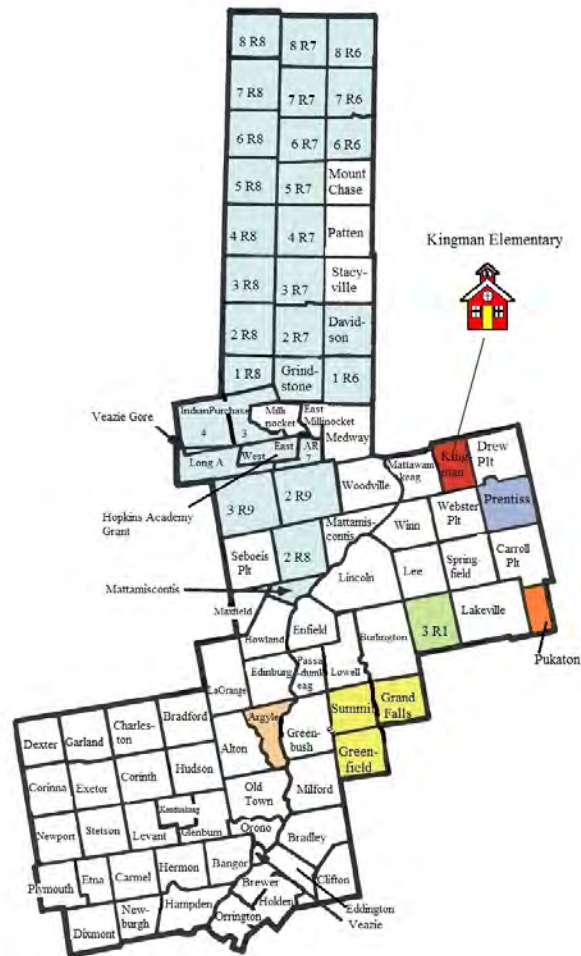 8 R8
8 R7
8 R6
7 R8
7 R7
7 R6
6 R8
6 R7
6 R6
5 R8
5 R7
Mount
Chase
4 R8
4 R7
Patten
Kingman Elementary
3 R8
3 R7
Stacy-
ville
2 R8
2 R7
David-
son
1 R8
Grind-
stone
1 R6
Veazie Gore
IndianPurchase
4
3
Milli
nocket
East
Millinocket
Medway
Long A
West
East
AR
7
Hopkins Academy
Grant
3 R9
2 R9
Woodville
Mattawam
keag
King-
man
Drew
Plt
Prentiss
Seboeis
Plt
2 R8
Mattamis-
contis
Winn
Webster
Plt
Mattamiscontis
Lincoln
Lee
Spring-
field
Carroll
Plt
Maxfield
Howland
Enfield
Burlington
3 R1
Lakeville
Pukaton
LaGrange
Edinburg
Passa
dumk
eag
Lowell
Summit
Grand
Falls
Argyle
Green-
bush
Green-
field
Dexter
Garland
Charles-
ton
Bradford
Alton
Corinna
Exeter
Corinth
Hudson
Old
Town
Milford
Newport
Stetson
Levant
Kenduskeag
Glenburn
Orono
Bradley
Plymouth
Etna
Carmel
Hermon
Bangor
Clifton
Dixmont
New-
burgh
Hampden
Brewer
Holden
Orrington
Eddington
Veazie